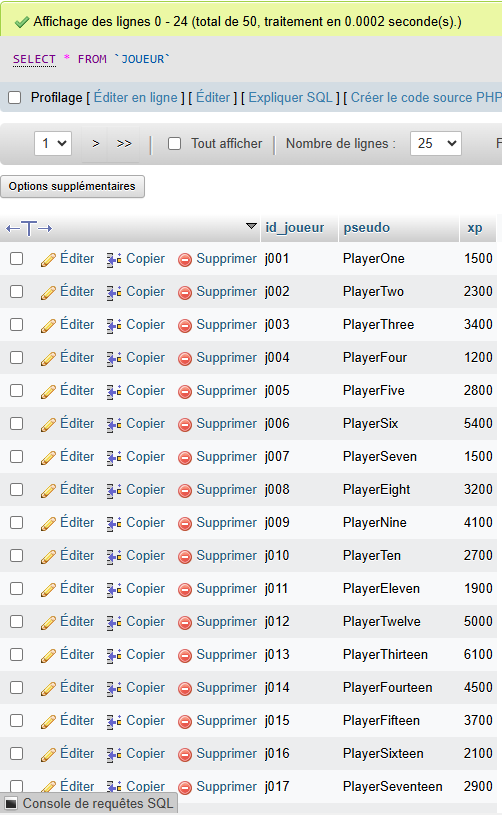 Affichage des lignes 0 - 24 (total de 50, traitement en 0.0002 seconde(s).)
SELECT * FROM `JOUEUR`
Profilage [ Éditer en ligne ] [ Éditer ] [ Expliquer SQL ] [ Créer le code source PHP
1 > >> Tout afficher Nombre de lignes : 25 F
Options supplémentaires
←T→ id_joueur pseudo xp
Éditer Copier Supprimer j001 PlayerOne 1500
Éditer Copier Supprimer j002 PlayerTwo 2300
Éditer Copier Supprimer j003 PlayerThree 3400
Éditer Copier Supprimer j004 PlayerFour 1200
Éditer Copier Supprimer j005 PlayerFive 2800
Éditer Copier Supprimer j006 PlayerSix 5400
Éditer Copier Supprimer j007 PlayerSeven 1500
Éditer Copier Supprimer j008 PlayerEight 3200
Éditer Copier Supprimer j009 PlayerNine 4100
Éditer Copier Supprimer j010 PlayerTen 2700
Éditer Copier Supprimer j011 PlayerEleven 1900
Éditer Copier Supprimer j012 PlayerTwelve 5000
Éditer Copier Supprimer j013 PlayerThirteen 6100
Éditer Copier Supprimer j014 PlayerFourteen 4500
Éditer Copier Supprimer j015 PlayerFifteen 3700
Éditer Copier Supprimer j016 PlayerSixteen 2100
Éditer Copier Supprimer j017 PlayerSeventeen 2900
Console de requêtes SQL